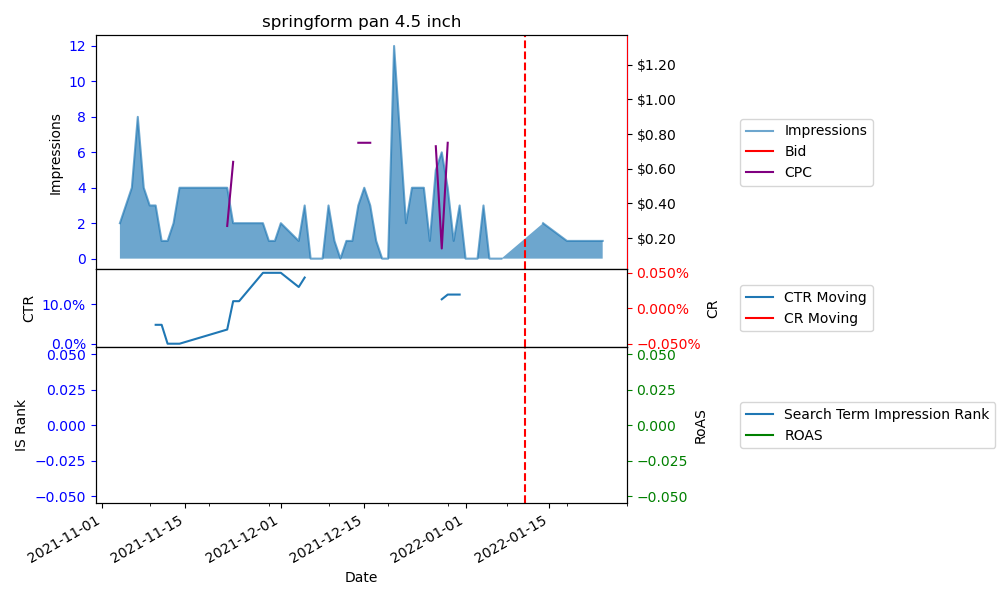 springform pan 4.5 inch
12
10
8
6
4
2
0
Impressions
$1.20
$1.00
$0.80
$0.60
$0.40
$0.20
Impressions
Bid
CPC
10.0%
0.0%
CTR
0.050%
0.000%
−0.050%
CR
CTR Moving
CR Moving
0.050
0.025
0.000
−0.025
−0.050
IS Rank
0.050
0.025
0.000
−0.025
−0.050
RoAS
Search Term Impression Rank
ROAS
2021-11-01
2021-11-15
2021-12-01
2021-12-15
2022-01-01
2022-01-15
Date